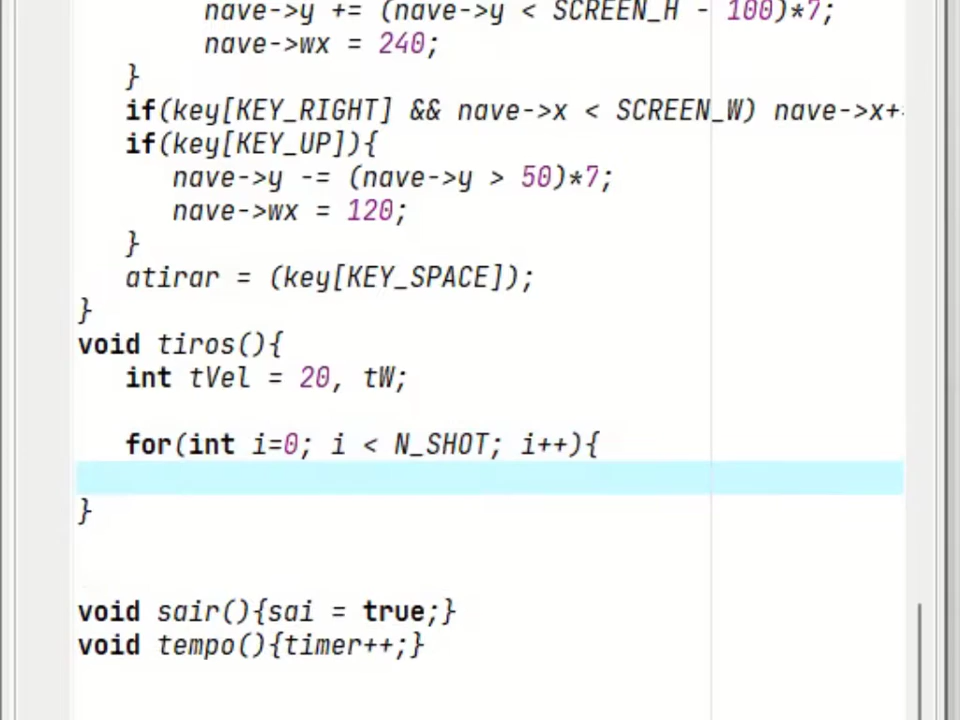 nave->y += (nave->y < SCREEN_H - 100)*7;
nave->wx = 240;
}
if(key[KEY_RIGHT] && nave->x < SCREEN_W) nave->x+
if(key[KEY_UP]){
nave->y -= (nave->y > 50)*7;
nave->wx = 120;
}
atirar = (key[KEY_SPACE]);
}
void tiros(){
int tVel = 20, tW;
for(int i=0; i < N_SHOT; i++){
}
void sair(){sai = true;}
void tempo(){timer++;}